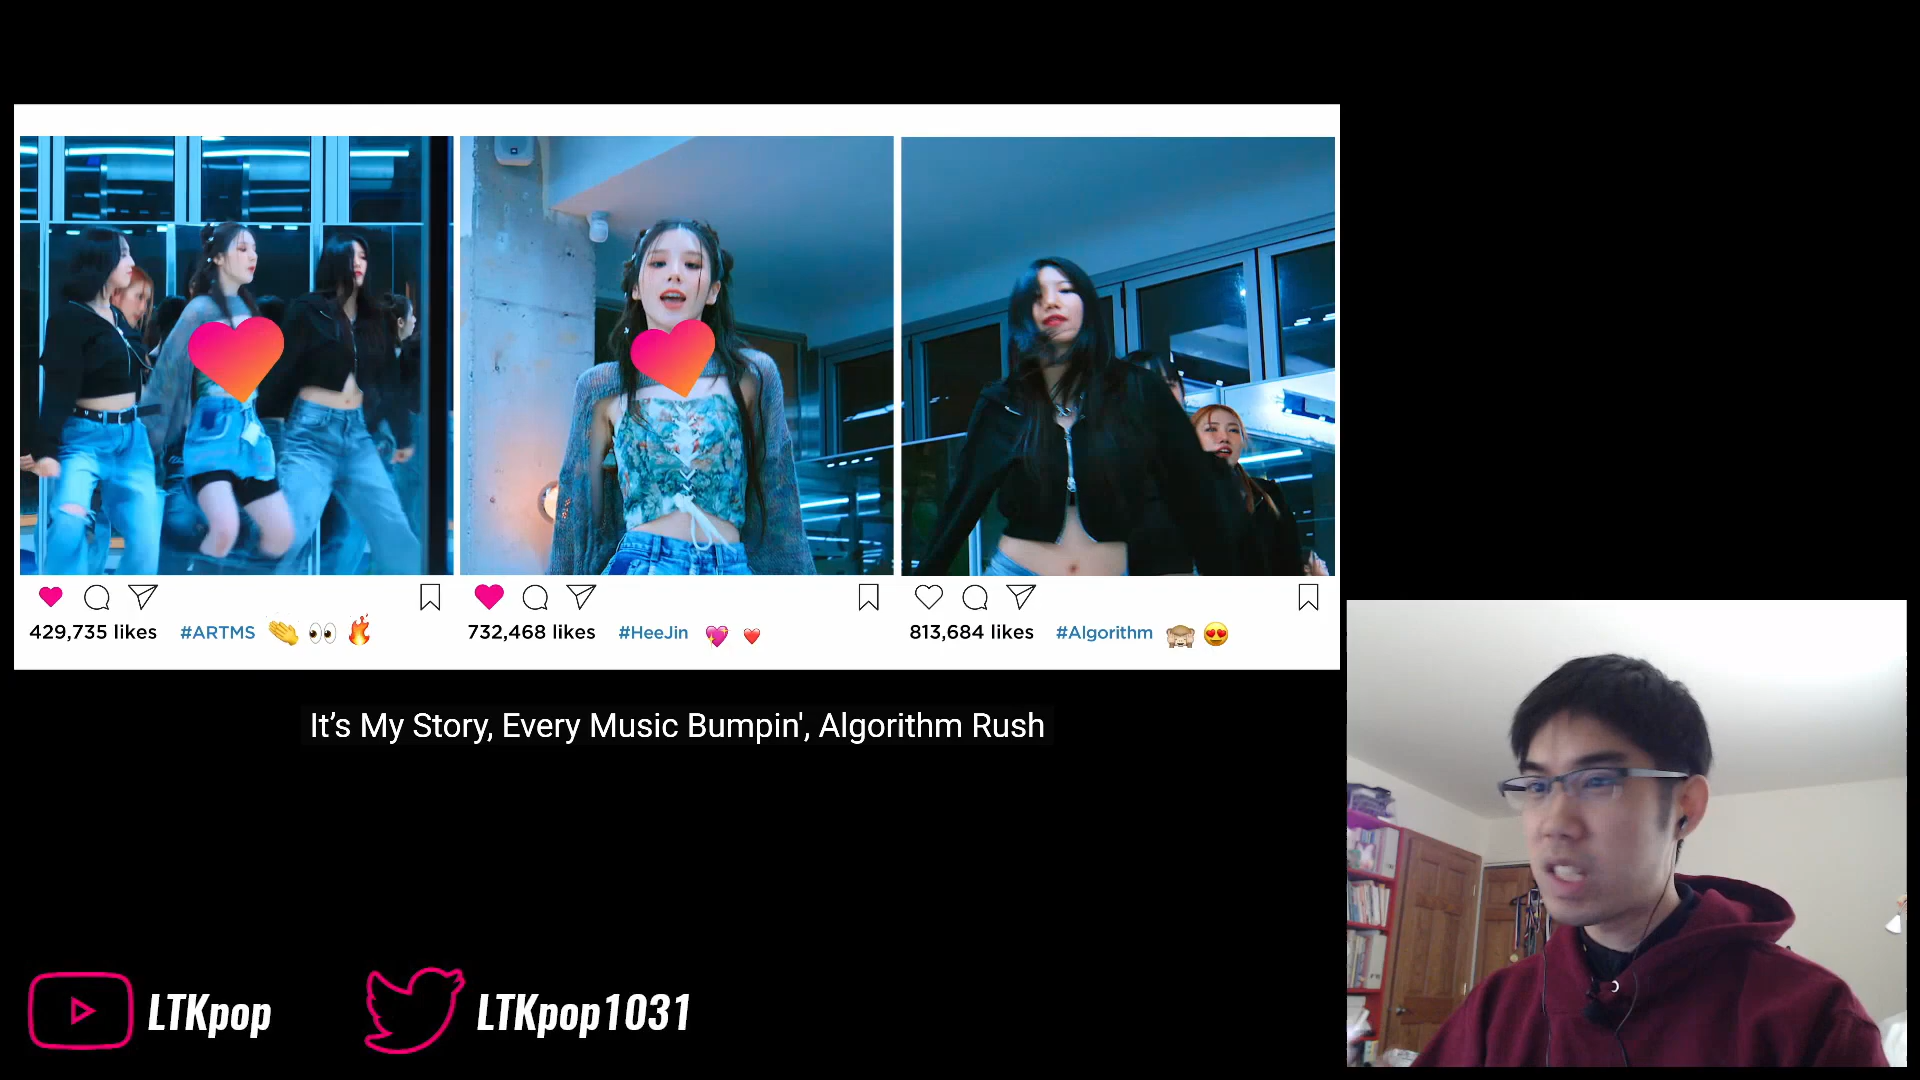 429,735 likes #ARTMS 👏 👀 🔥
732,468 likes #HeeJin 💖 ❤️
813,684 likes #Algorithm 🙈 😍
It’s My Story, Every Music Bumpin', Algorithm Rush
LTKpop
LTKpop1031